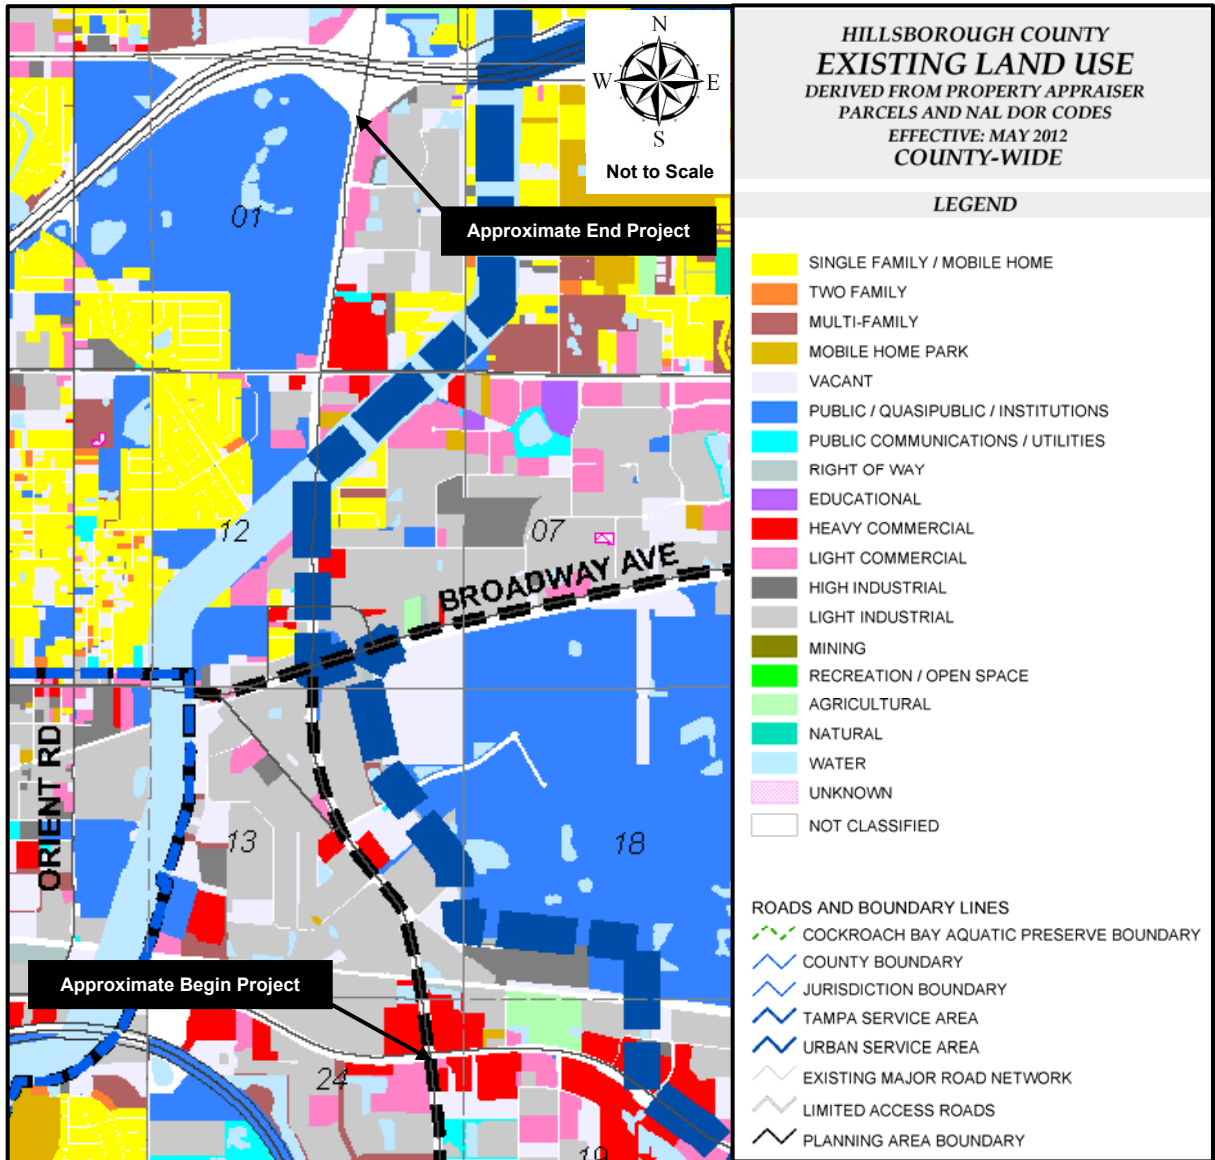 N
W
E
S
Not to Scale
01
Approximate End Project
12
07
BROADWAY AVE
ORIENT RD
13
18
Approximate Begin Project
24
19
HILLSBOROUGH COUNTY
EXISTING LAND USE
DERIVED FROM PROPERTY APPRAISER
PARCELS AND NAL DOR CODES
EFFECTIVE: MAY 2012
COUNTY-WIDE
LEGEND
SINGLE FAMILY / MOBILE HOME
TWO FAMILY
MULTI-FAMILY
MOBILE HOME PARK
VACANT
PUBLIC / QUASIPUBLIC / INSTITUTIONS
PUBLIC COMMUNICATIONS / UTILITIES
RIGHT OF WAY
EDUCATIONAL
HEAVY COMMERCIAL
LIGHT COMMERCIAL
HIGH INDUSTRIAL
LIGHT INDUSTRIAL
MINING
RECREATION / OPEN SPACE
AGRICULTURAL
NATURAL
WATER
UNKNOWN
NOT CLASSIFIED
ROADS AND BOUNDARY LINES
COCKROACH BAY AQUATIC PRESERVE BOUNDARY
COUNTY BOUNDARY
JURISDICTION BOUNDARY
TAMPA SERVICE AREA
URBAN SERVICE AREA
EXISTING MAJOR ROAD NETWORK
LIMITED ACCESS ROADS
PLANNING AREA BOUNDARY